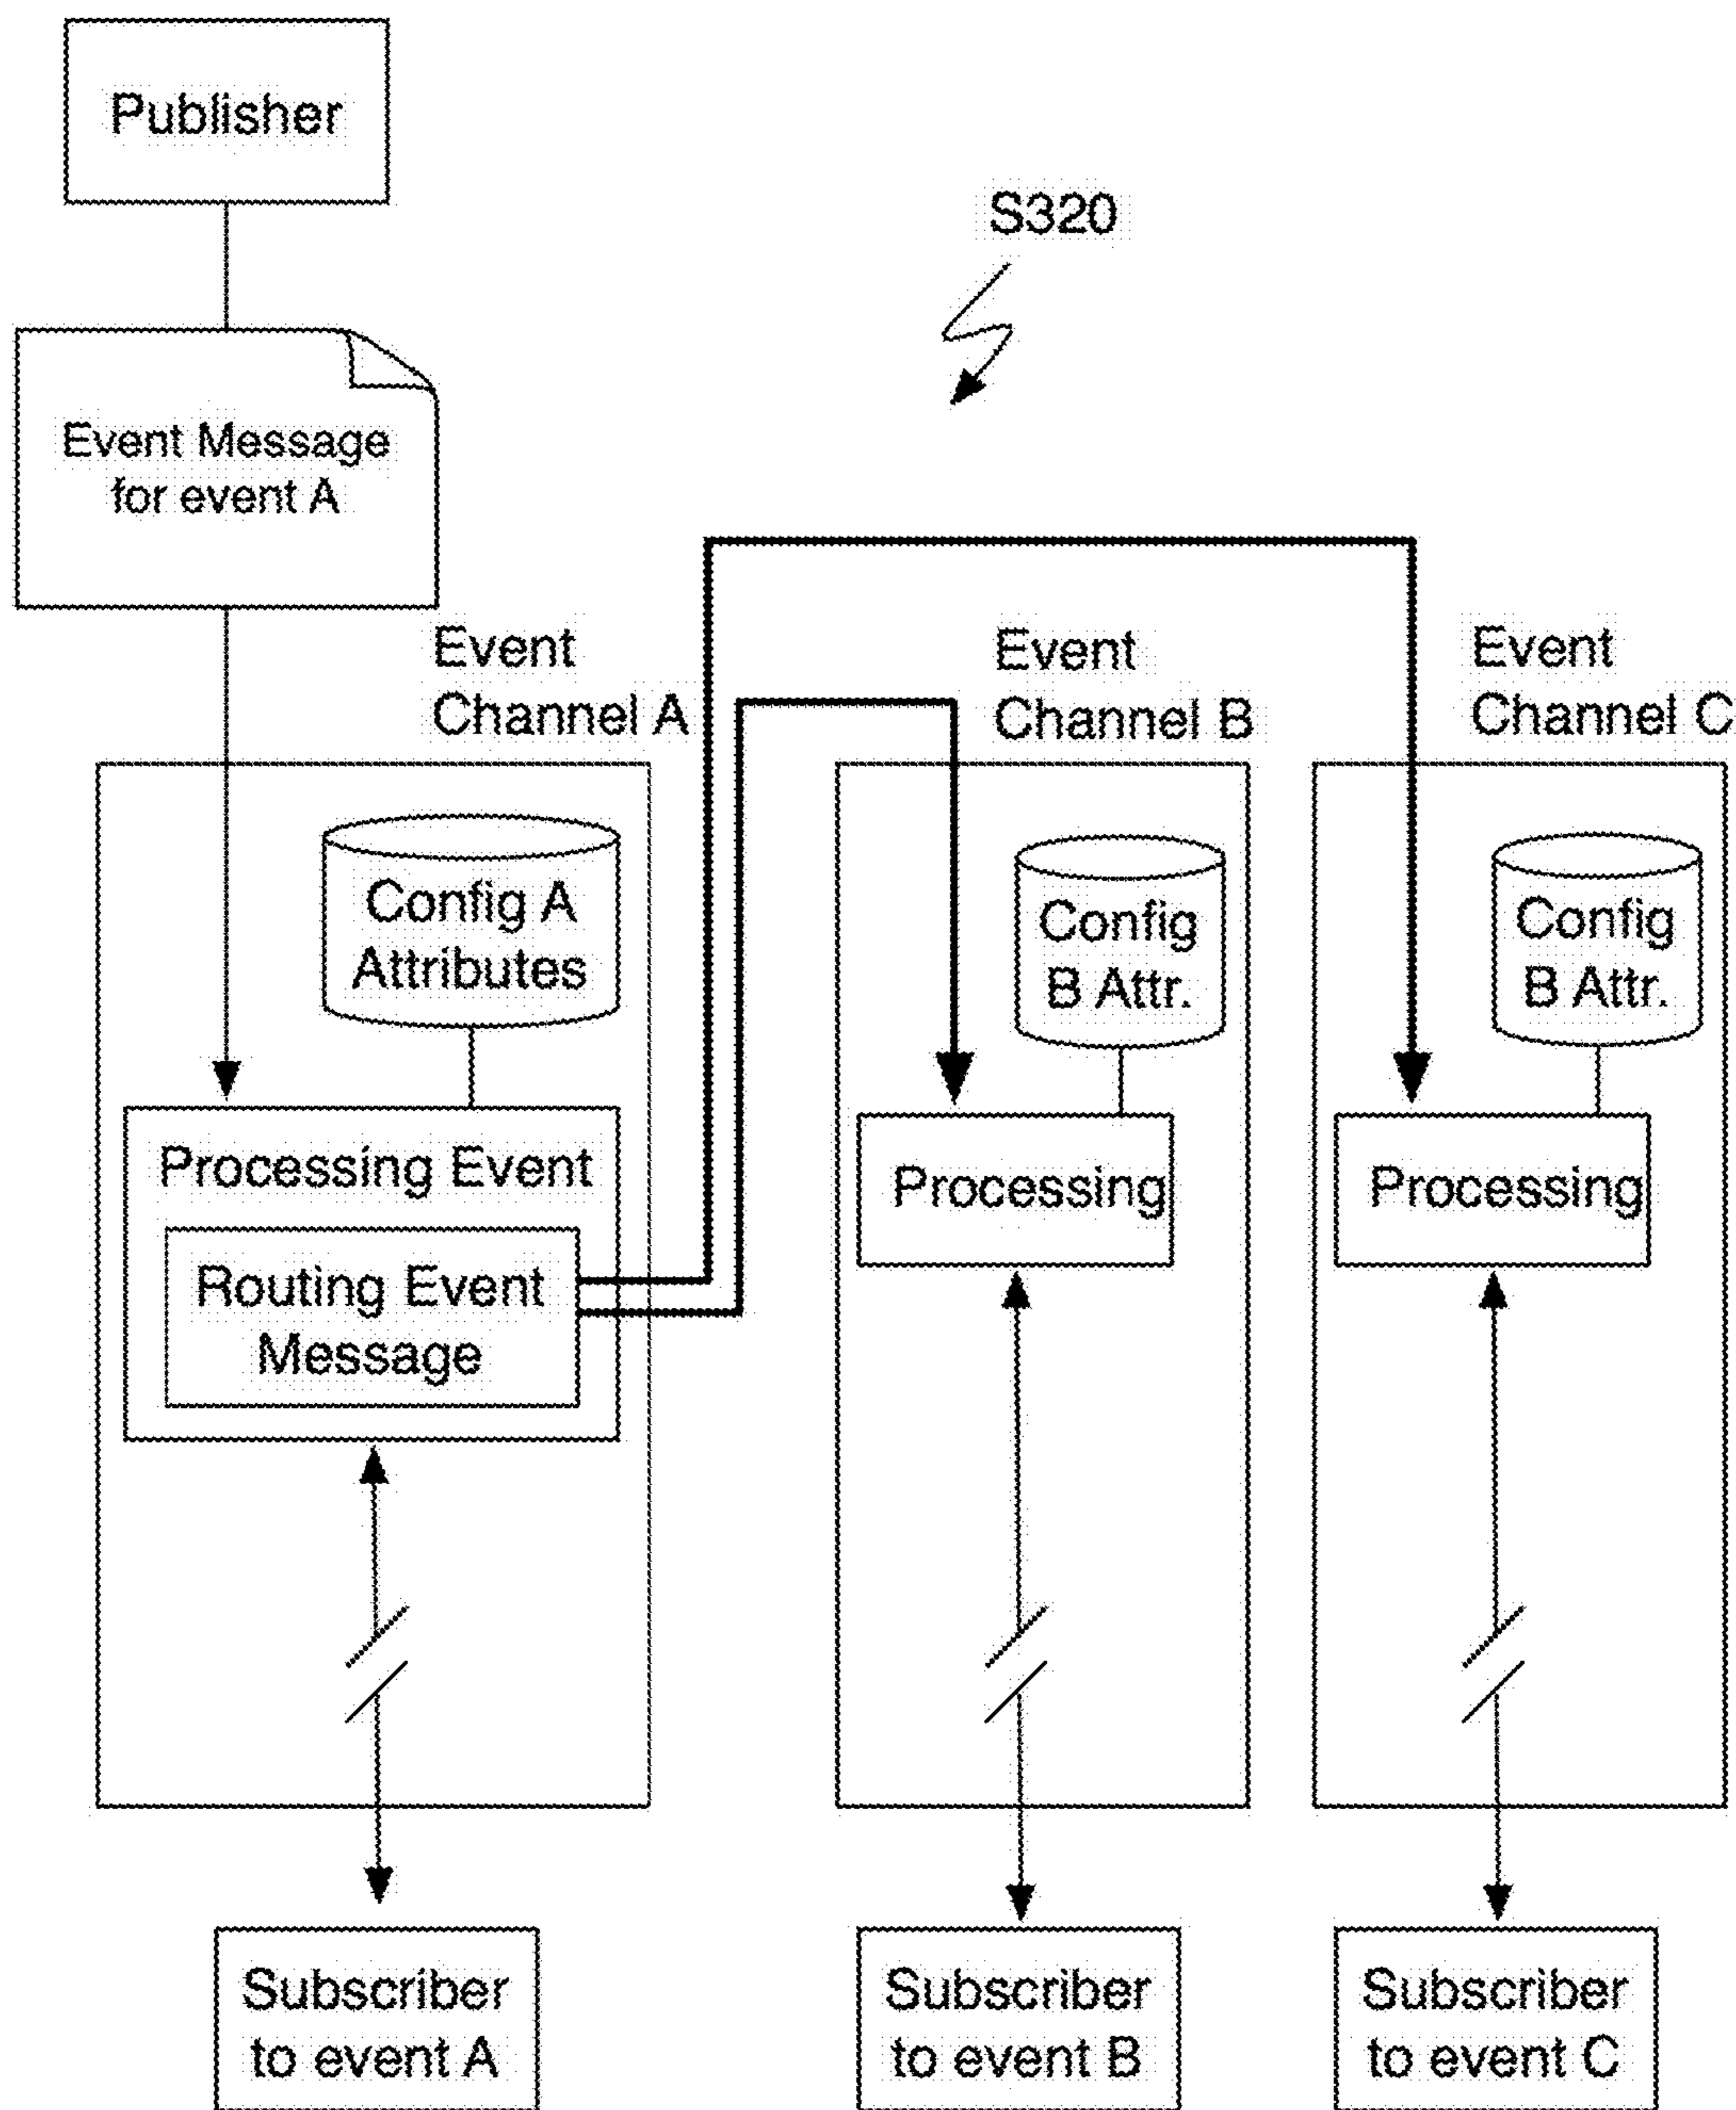 Publisher
S320
Event Message
for event A
Event
Channel A
Event
Channel B
Event
Channel C
Config A
Attributes
Config
B Attr.
Config
B Attr.
Processing Event
Routing Event
Message
Processing
Processing
Subscriber
to event A
Subscriber
to event B
Subscriber
to event C